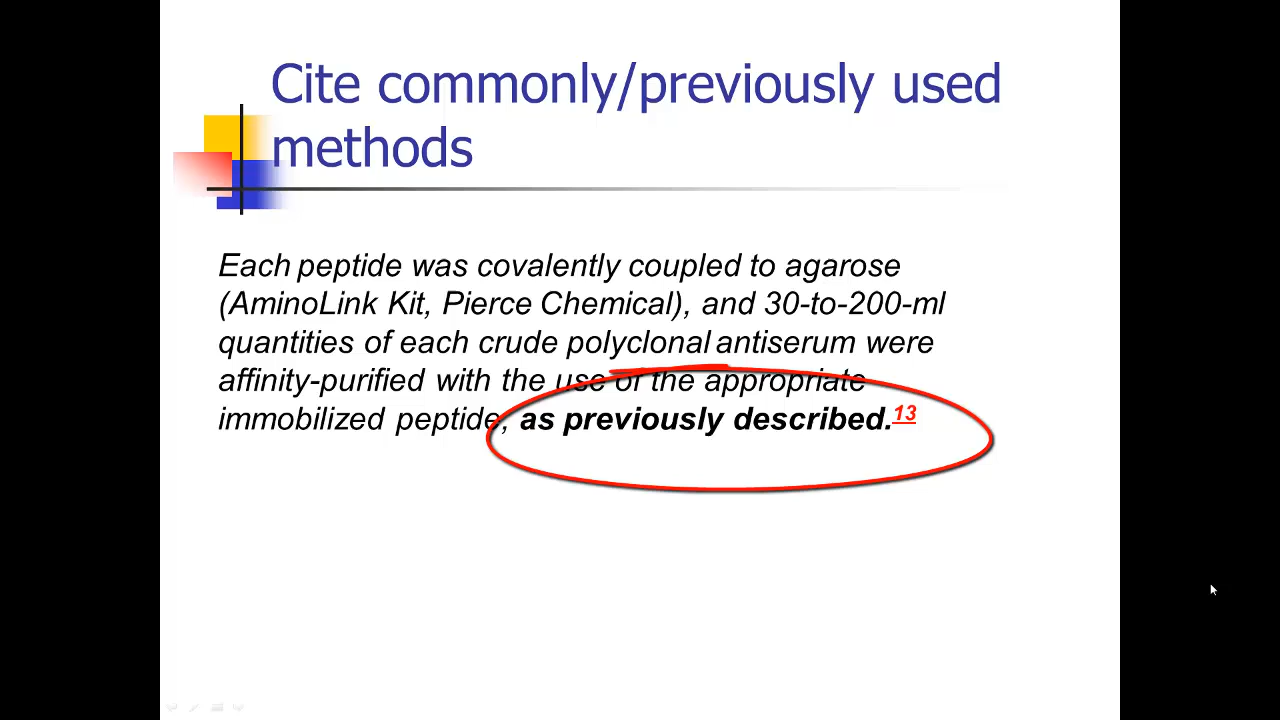 Cite commonly/previously used
methods
Each peptide was covalently coupled to agarose
(AminoLink Kit, Pierce Chemical), and 30-to-200-ml
quantities of each crude polyclonal antiserum were
affinity-purified with the use of the appropriate
immobilized peptide, as previously described.13